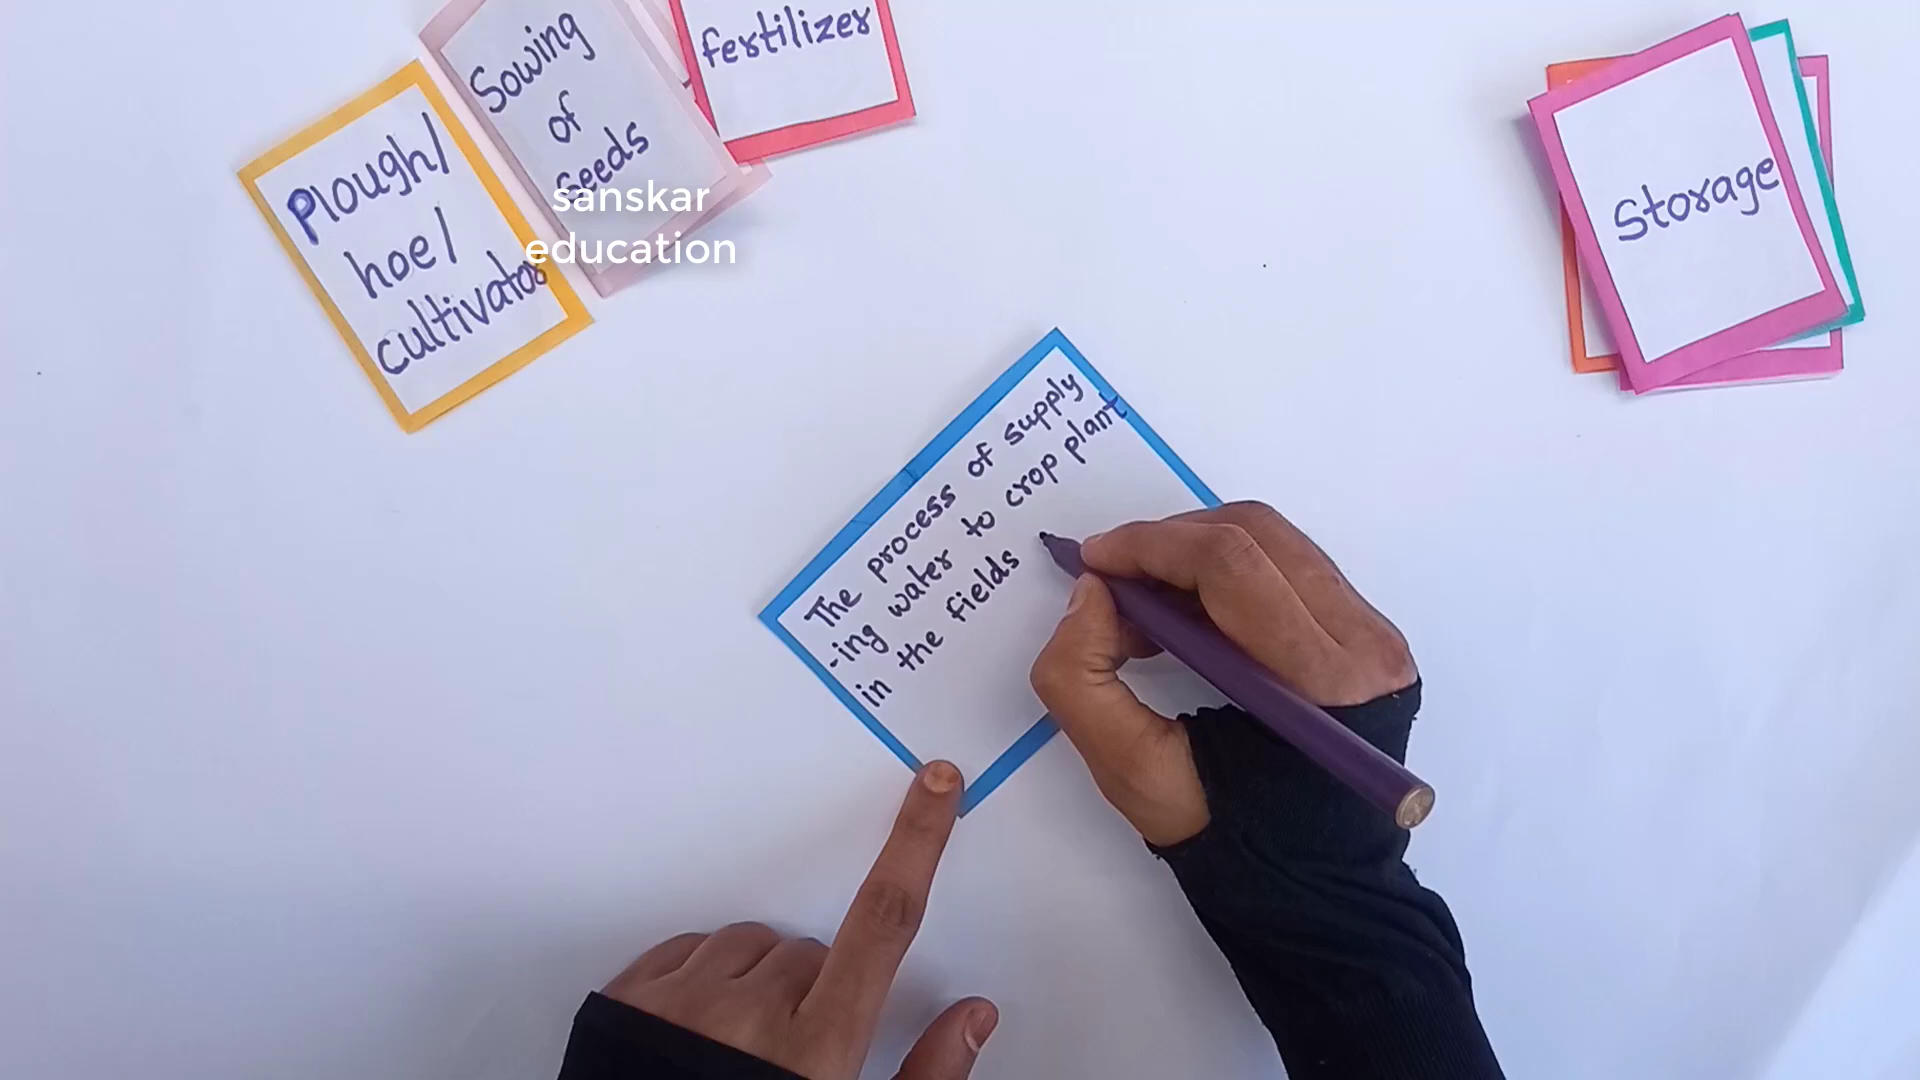 Plough/
hoe/
cultivator
Sowing
of
seeds
fertilizer
sanskar
education
Storage
The process of supply
-ing water to crop plant
in the fields